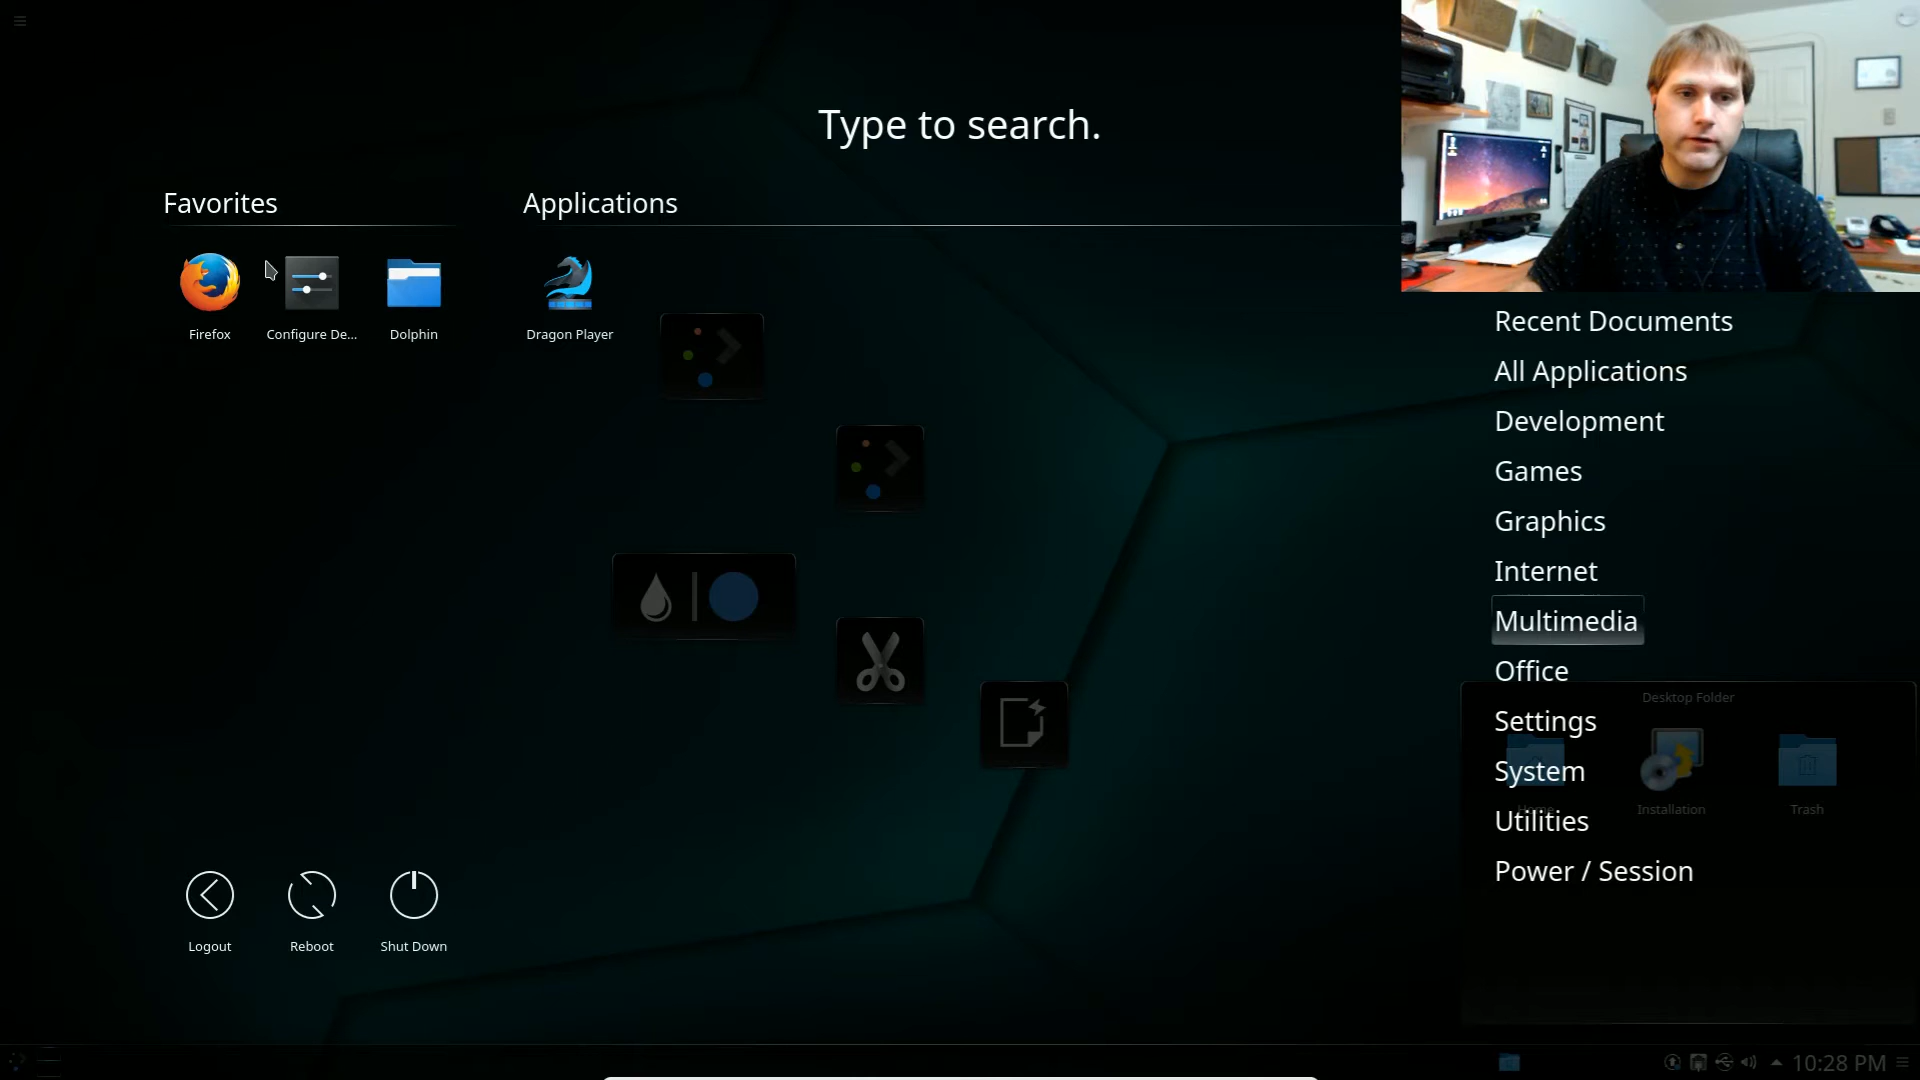 Type to search.
Favorites
Applications
Firefox
Configure De...
Dolphin
Dragon Player
Recent Documents
All Applications
Development
Games
Graphics
Internet
Multimedia
Office
Desktop Folder
Settings
System
Home
Installation
Trash
Utilities
Power / Session
Logout
Reboot
Shut Down
10:28 PM